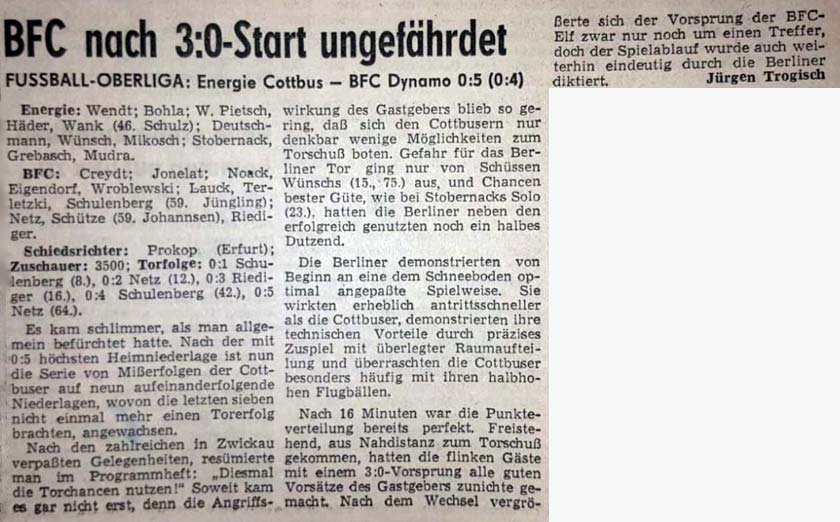 BFC nach 3:0-Start ungefährdet
FUSSBALL-OBERLIGA: Energie Cottbus — BFC Dynamo 0:5 (0:4)
Energie: Wendt; Bohla; W. Pietsch,
Häder, Wank (46. Schulz); Deutsch-
mann, Wünsch, Mikosch; Stobernack,
Grebasch, Mudra.
BFC: Creydt; Jonelat; Noack,
Eigendorf, Wroblewski; Lauck, Ter-
letzki, Schulenberg (59. Jüngling);
Netz, Schütze (59. Johannsen), Riedi-
ger.
Schiedsrichter: Prokop (Erfurt);
Zuschauer: 3500; Torfolge: 0:1 Schu-
lenberg (8.), 0:2 Netz (12.), 0:3 Riedi-
ger (16.), 0:4 Schulenberg (42.), 0:5
Netz (64.).
Es kam schlimmer, als man allge-
mein befürchtet hatte. Nach der mit
0:5 höchsten Heimniederlage ist nun
die Serie von Mißerfolgen der Cott-
buser auf neun aufeinanderfolgende
Niederlagen, wovon die letzten sieben
nicht einmal mehr einen Torerfolg
brachten, angewachsen.
Nach den zahlreichen in Zwickau
verpaßten Gelegenheiten, resümierte
man im Programmheft: „Diesmal
die Torchancen nutzen!" Soweit kam
es gar nicht erst, denn die Angriffs-
wirkung des Gastgebers blieb so ge-
ring, daß sich den Cottbusern nur
denkbar wenige Möglichkeiten zum
Torschuß boten. Gefahr für das Ber-
liner Tor ging nur von Schüssen
Wünschs (15., 75.) aus, und Chancen
bester Güte, wie bei Stobernacks Solo
(23.), hatten die Berliner neben den
erfolgreich genutzten noch ein halbes
Dutzend.
Die Berliner demonstrierten von
Beginn an eine dem Schneeboden op-
timal angepaßte Spielweise. Sie
wirkten erheblich antrittsschneller
als die Cottbuser, demonstrierten ihre
technischen Vorteile durch präzises
Zuspiel mit überlegter Raumauftei-
lung und überraschten die Cottbuser
besonders häufig mit ihren halbho-
hen Flugbällen.
Nach 16 Minuten war die Punkte-
verteilung bereits perfekt. Freiste-
hend, aus Nahdistanz zum Torschuß
gekommen, hatten die flinken Gäste
mit einem 3:0-Vorsprung alle guten
Vorsätze des Gastgebers zunichte ge-
macht. Nach dem Wechsel vergrö-
ßerte sich der Vorsprung der BFC-
Elf zwar nur noch um einen Treffer,
doch der Spielablauf wurde auch wei-
terhin eindeutig durch die Berliner
diktiert. Jürgen Trogisch